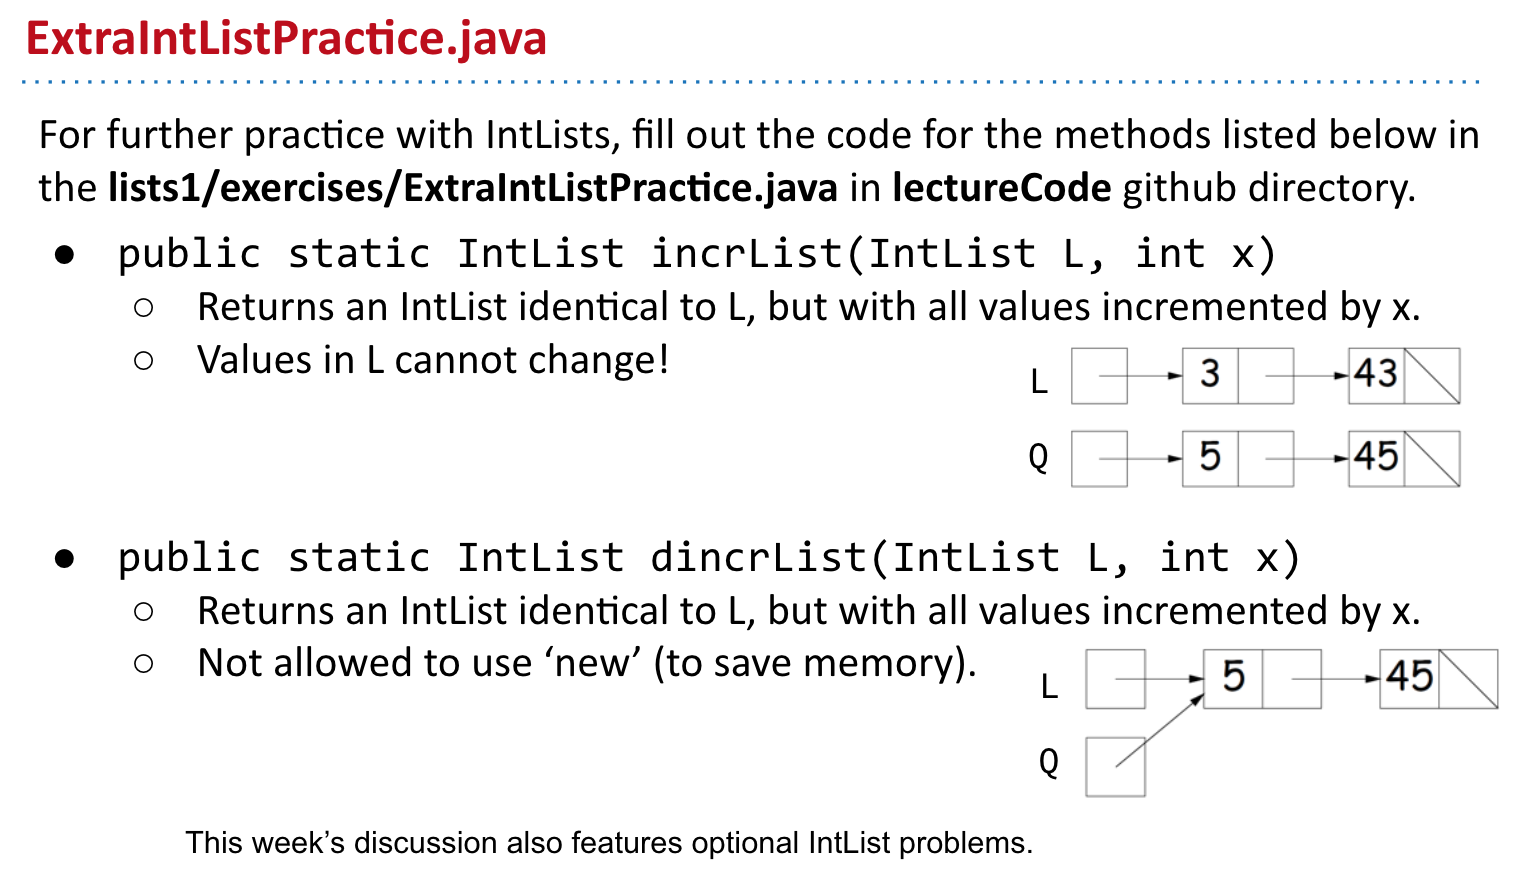 ExtraIntListPractice.java
For further practice with IntLists, fill out the code for the methods listed below in
the lists1/exercises/ExtraIntListPractice.java in lectureCode github directory.
● public static IntList incrList(IntList L, int x)
○ Returns an IntList identical to L, but with all values incremented by x.
○ Values in L cannot change!
L 3 43
Q 5 45
● public static IntList dincrList(IntList L, int x)
○ Returns an IntList identical to L, but with all values incremented by x.
○ Not allowed to use ‘new’ (to save memory).
L 5 45
Q
This week’s discussion also features optional IntList problems.